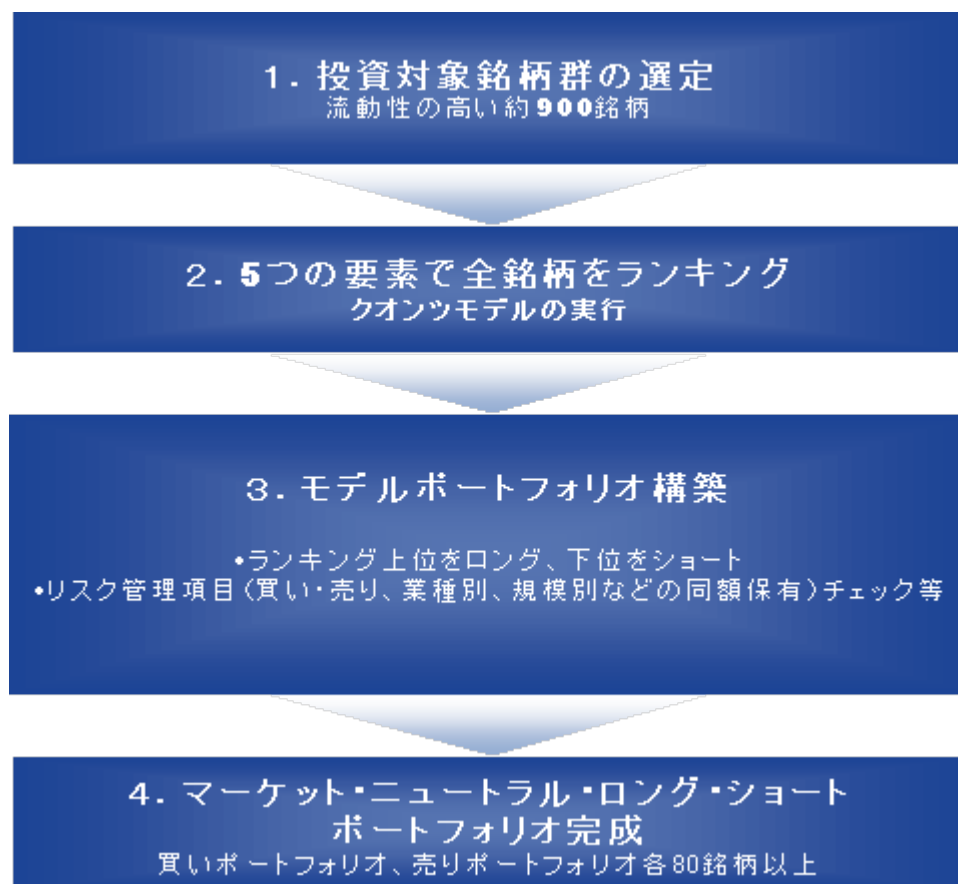 1. 投資対象銘柄群の選定
流動性の高い約900銘柄
2. 5つの要素で全銘柄をランキング
クオンツモデルの実行
3. モデルポートフォリオ構築
•ランキング上位をロング、下位をショート
•リスク管理項目(買い・売り、業種別、規模別などの同額保有)チェック等
4. マーケット・ニュートラル・ロング・ショート
ポートフォリオ完成
買いポートフォリオ、売りポートフォリオ各80銘柄以上